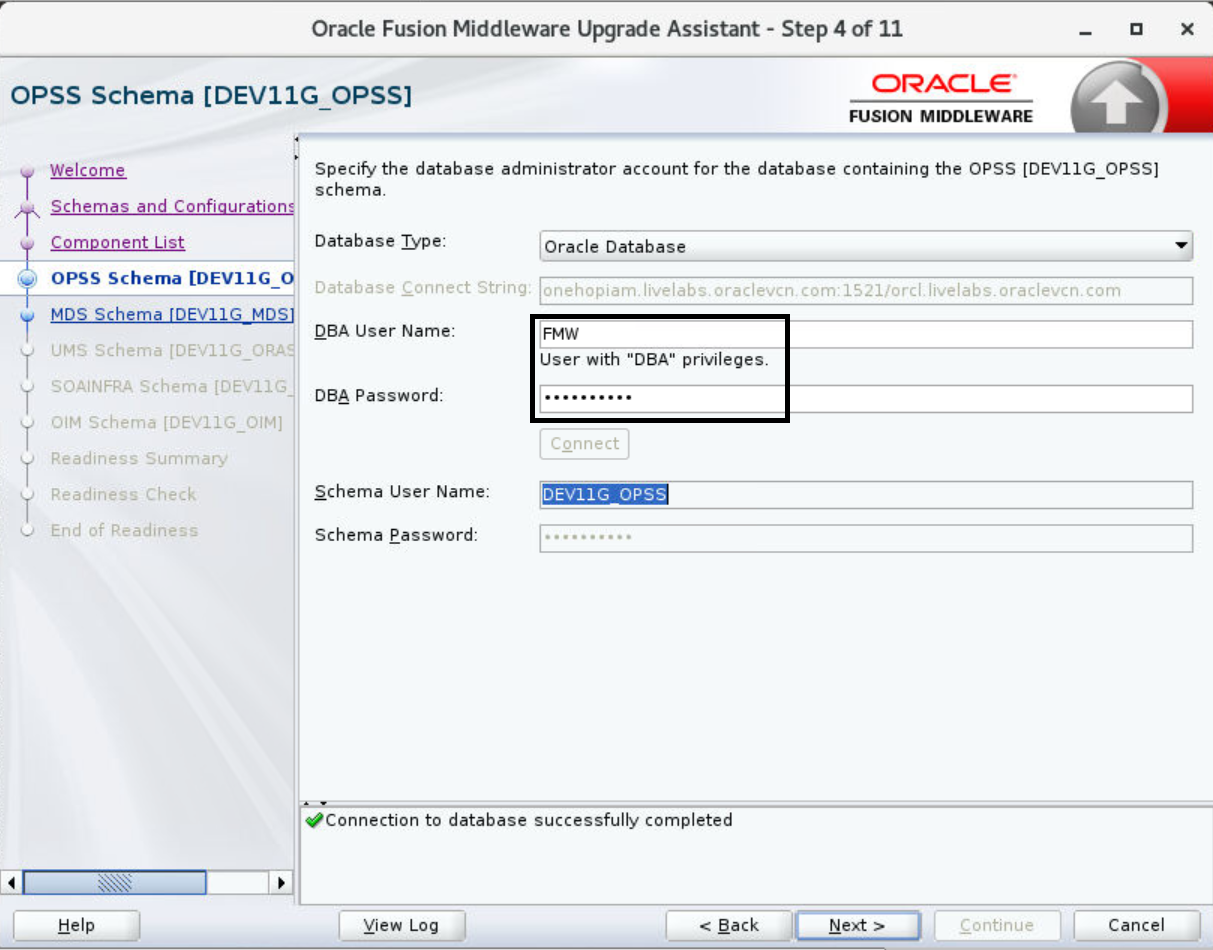 Oracle Fusion Middleware Upgrade Assistant - Step 4 of 11
OPSS Schema [DEV11G_OPSS]
ORACLE
FUSION MIDDLEWARE
Welcome
Schemas and Configurations
Component List
OPSS Schema [DEV11G_O
MDS Schema [DEV11G_MDS]
UMS Schema [DEV11G_ORAS
SOAINFRA Schema [DEV11G_
OIM Schema [DEV11G_OIM]
Readiness Summary
Readiness Check
End of Readiness
Specify the database administrator account for the database containing the OPSS [DEV11G_OPSS]
schema.
Database Type: Oracle Database
Database Connect String: onehopiam.livelabs.oraclevcn.com:1521/orcl.livelabs.oraclevcn.com
DBA User Name: FMW
User with "DBA" privileges.
DBA Password: ••••••••••
Connect
Schema User Name: DEV11G_OPSS
Schema Password: ••••••••••
Connection to database successfully completed
Help View Log < Back Next > Continue Cancel